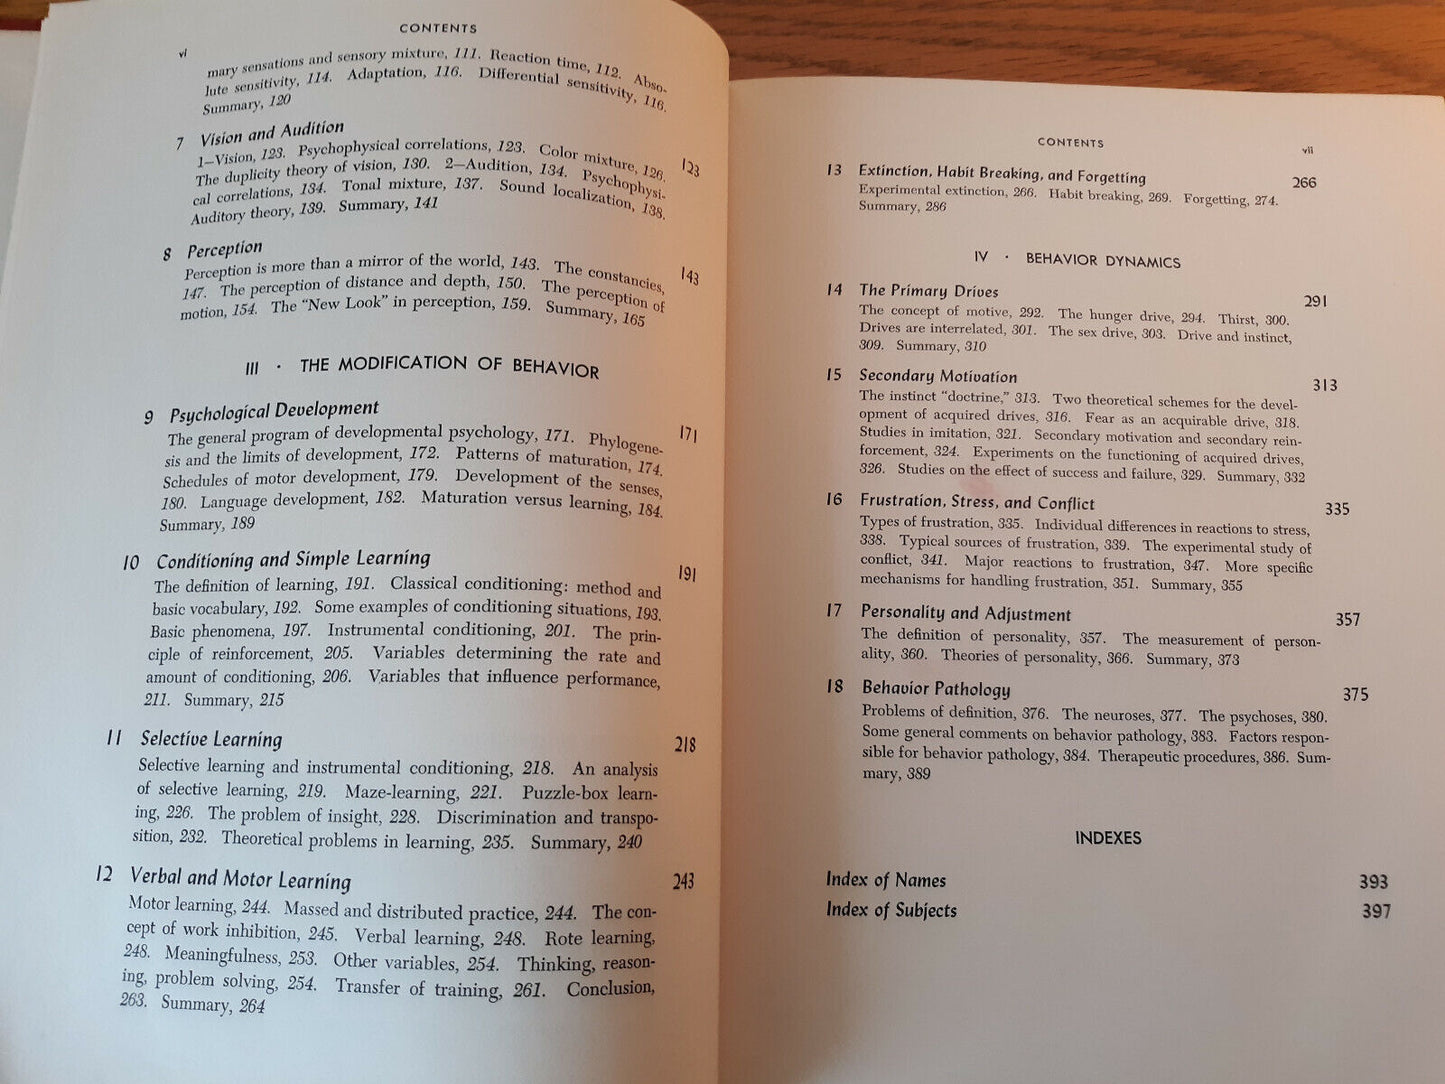 CONTENTS
vi
mary sensations and sensory mixture, 111. Reaction time, 112. Abso-
lute sensitivity, 114. Adaptation, 116. Differential sensitivity, 116.
Summary, 120
7 Vision and Audition 123
1—Vision, 123. Psychophysical correlations, 123. Color mixture, 126.
The duplicity theory of vision, 130. 2—Audition, 134. Psychophysi-
cal correlations, 134. Tonal mixture, 137. Sound localization, 138.
Auditory theory, 139. Summary, 141
8 Perception 143
Perception is more than a mirror of the world, 143. The constancies,
147. The perception of distance and depth, 150. The perception of
motion, 154. The "New Look" in perception, 159. Summary, 165
III · THE MODIFICATION OF BEHAVIOR
9 Psychological Development 171
The general program of developmental psychology, 171. Phylogene-
sis and the limits of development, 172. Patterns of maturation, 174.
Schedules of motor development, 179. Development of the senses,
180. Language development, 182. Maturation versus learning, 184.
Summary, 189
10 Conditioning and Simple Learning 191
The definition of learning, 191. Classical conditioning: method and
basic vocabulary, 192. Some examples of conditioning situations, 193.
Basic phenomena, 197. Instrumental conditioning, 201. The prin-
ciple of reinforcement, 205. Variables determining the rate and
amount of conditioning, 206. Variables that influence performance,
211. Summary, 215
11 Selective Learning 218
Selective learning and instrumental conditioning, 218. An analysis
of selective learning, 219. Maze-learning, 221. Puzzle-box learn-
ing, 226. The problem of insight, 228. Discrimination and transpo-
sition, 232. Theoretical problems in learning, 235. Summary, 240
12 Verbal and Motor Learning 243
Motor learning, 244. Massed and distributed practice, 244. The con-
cept of work inhibition, 245. Verbal learning, 248. Rote learning,
248. Meaningfulness, 253. Other variables, 254. Thinking, reason-
ing, problem solving, 254. Transfer of training, 261. Conclusion,
263. Summary, 264
CONTENTS
vii
13 Extinction, Habit Breaking, and Forgetting 266
Experimental extinction, 266. Habit breaking, 269. Forgetting, 274.
Summary, 286
IV · BEHAVIOR DYNAMICS
14 The Primary Drives 291
The concept of motive, 292. The hunger drive, 294. Thirst, 300.
Drives are interrelated, 301. The sex drive, 303. Drive and instinct,
309. Summary, 310
15 Secondary Motivation 313
The instinct "doctrine," 313. Two theoretical schemes for the devel-
opment of acquired drives, 316. Fear as an acquirable drive, 318.
Studies in imitation, 321. Secondary motivation and secondary rein-
forcement, 324. Experiments on the functioning of acquired drives,
326. Studies on the effect of success and failure, 329. Summary, 332
16 Frustration, Stress, and Conflict 335
Types of frustration, 335. Individual differences in reactions to stress,
338. Typical sources of frustration, 339. The experimental study of
conflict, 341. Major reactions to frustration, 347. More specific
mechanisms for handling frustration, 351. Summary, 355
17 Personality and Adjustment 357
The definition of personality, 357. The measurement of person-
ality, 360. Theories of personality, 366. Summary, 373
18 Behavior Pathology 375
Problems of definition, 376. The neuroses, 377. The psychoses, 380.
Some general comments on behavior pathology, 383. Factors respon-
sible for behavior pathology, 384. Therapeutic procedures, 386. Sum-
mary, 389
INDEXES
Index of Names 393
Index of Subjects 397